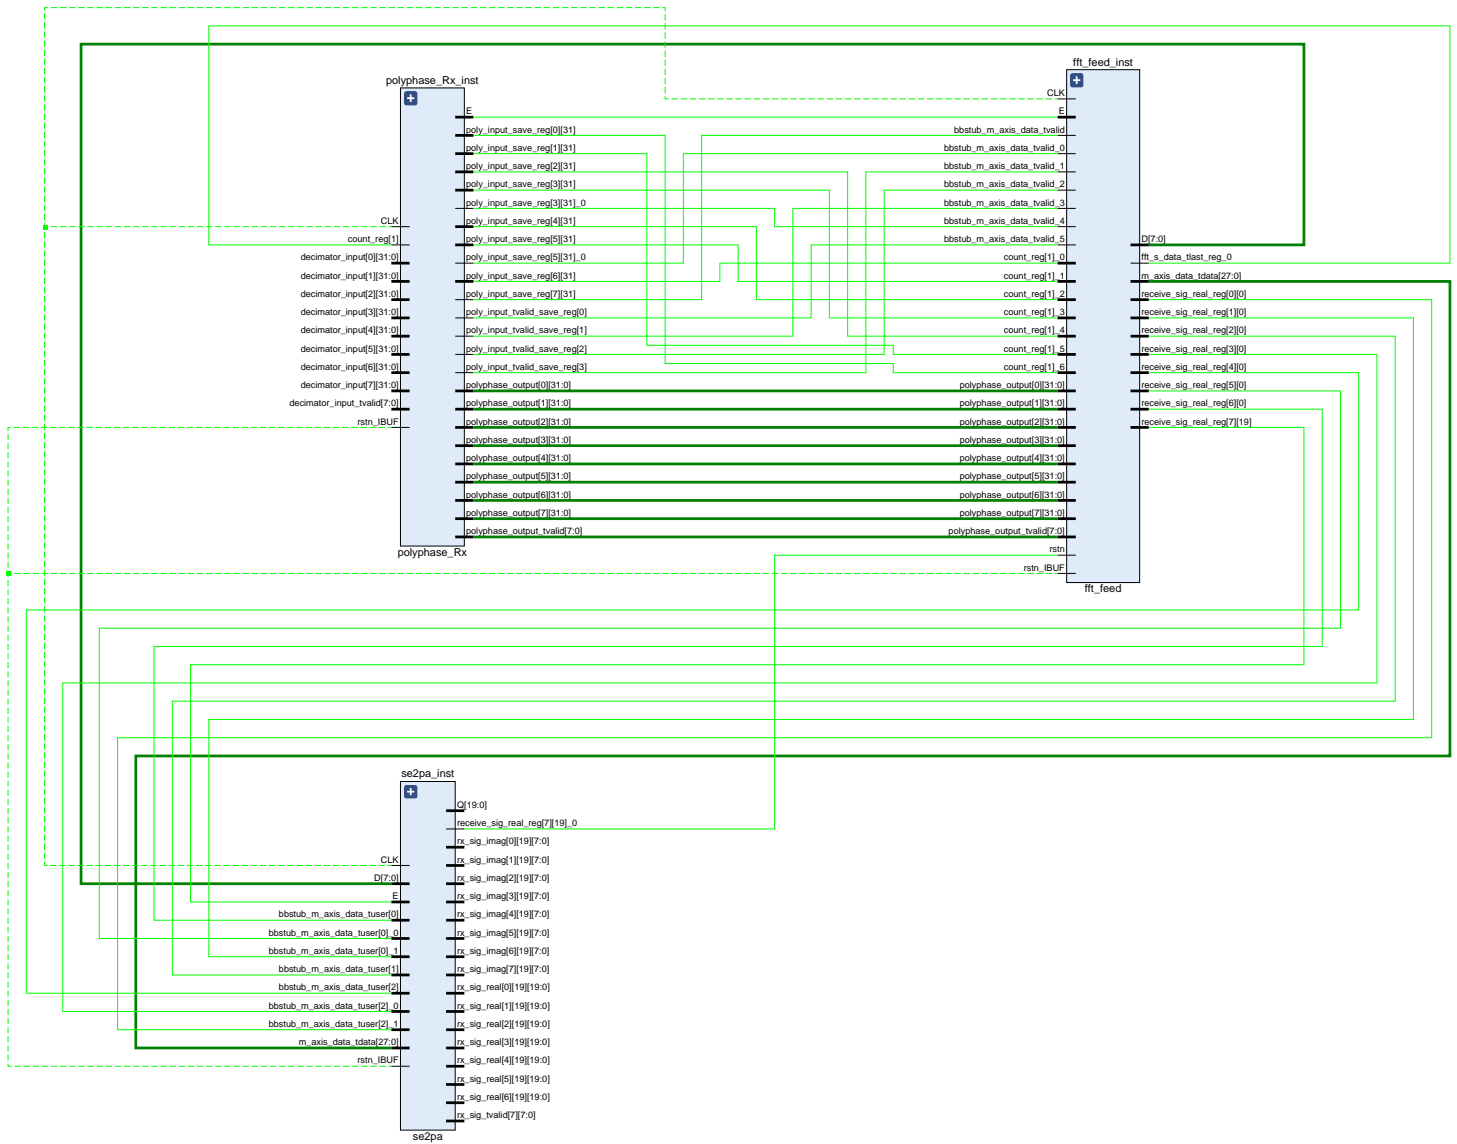 polyphase_Rx_inst
CLK
count_reg[1]
decimator_input[0][31:0]
decimator_input[1][31:0]
decimator_input[2][31:0]
decimator_input[3][31:0]
decimator_input[4][31:0]
decimator_input[5][31:0]
decimator_input[6][31:0]
decimator_input[7][31:0]
decimator_input_tvalid[7:0]
rstn_IBUF
E
poly_input_save_reg[0][31]
poly_input_save_reg[1][31]
poly_input_save_reg[2][31]
poly_input_save_reg[3][31]
poly_input_save_reg[3][31]_0
poly_input_save_reg[4][31]
poly_input_save_reg[5][31]
poly_input_save_reg[5][31]_0
poly_input_save_reg[6][31]
poly_input_save_reg[7][31]
poly_input_tvalid_save_reg[0]
poly_input_tvalid_save_reg[1]
poly_input_tvalid_save_reg[2]
poly_input_tvalid_save_reg[3]
polyphase_output[0][31:0]
polyphase_output[1][31:0]
polyphase_output[2][31:0]
polyphase_output[3][31:0]
polyphase_output[4][31:0]
polyphase_output[5][31:0]
polyphase_output[6][31:0]
polyphase_output[7][31:0]
polyphase_output_tvalid[7:0]
polyphase_Rx
fft_feed_inst
CLK
E
bbstub_m_axis_data_tvalid
bbstub_m_axis_data_tvalid_0
bbstub_m_axis_data_tvalid_1
bbstub_m_axis_data_tvalid_2
bbstub_m_axis_data_tvalid_3
bbstub_m_axis_data_tvalid_4
bbstub_m_axis_data_tvalid_5
count_reg[1]_0
count_reg[1]_1
count_reg[1]_2
count_reg[1]_3
count_reg[1]_4
count_reg[1]_5
count_reg[1]_6
polyphase_output[0][31:0]
polyphase_output[1][31:0]
polyphase_output[2][31:0]
polyphase_output[3][31:0]
polyphase_output[4][31:0]
polyphase_output[5][31:0]
polyphase_output[6][31:0]
polyphase_output[7][31:0]
polyphase_output_tvalid[7:0]
rstn
rstn_IBUF
D[7:0]
fft_s_data_tlast_reg_0
m_axis_data_tdata[27:0]
receive_sig_real_reg[0][0]
receive_sig_real_reg[1][0]
receive_sig_real_reg[2][0]
receive_sig_real_reg[3][0]
receive_sig_real_reg[4][0]
receive_sig_real_reg[5][0]
receive_sig_real_reg[6][0]
receive_sig_real_reg[7][19]
fft_feed
se2pa_inst
CLK
D[7:0]
E
bbstub_m_axis_data_tuser[0]
bbstub_m_axis_data_tuser[0]_0
bbstub_m_axis_data_tuser[0]_1
bbstub_m_axis_data_tuser[1]
bbstub_m_axis_data_tuser[2]
bbstub_m_axis_data_tuser[2]_0
bbstub_m_axis_data_tuser[2]_1
m_axis_data_tdata[27:0]
rstn_IBUF
Q[19:0]
receive_sig_real_reg[7][19]_0
rx_sig_imag[0][19][7:0]
rx_sig_imag[1][19][7:0]
rx_sig_imag[2][19][7:0]
rx_sig_imag[3][19][7:0]
rx_sig_imag[4][19][7:0]
rx_sig_imag[5][19][7:0]
rx_sig_imag[6][19][7:0]
rx_sig_imag[7][19][7:0]
rx_sig_real[0][19][19:0]
rx_sig_real[1][19][19:0]
rx_sig_real[2][19][19:0]
rx_sig_real[3][19][19:0]
rx_sig_real[4][19][19:0]
rx_sig_real[5][19][19:0]
rx_sig_real[6][19][19:0]
rx_sig_tvalid[7][7:0]
se2pa